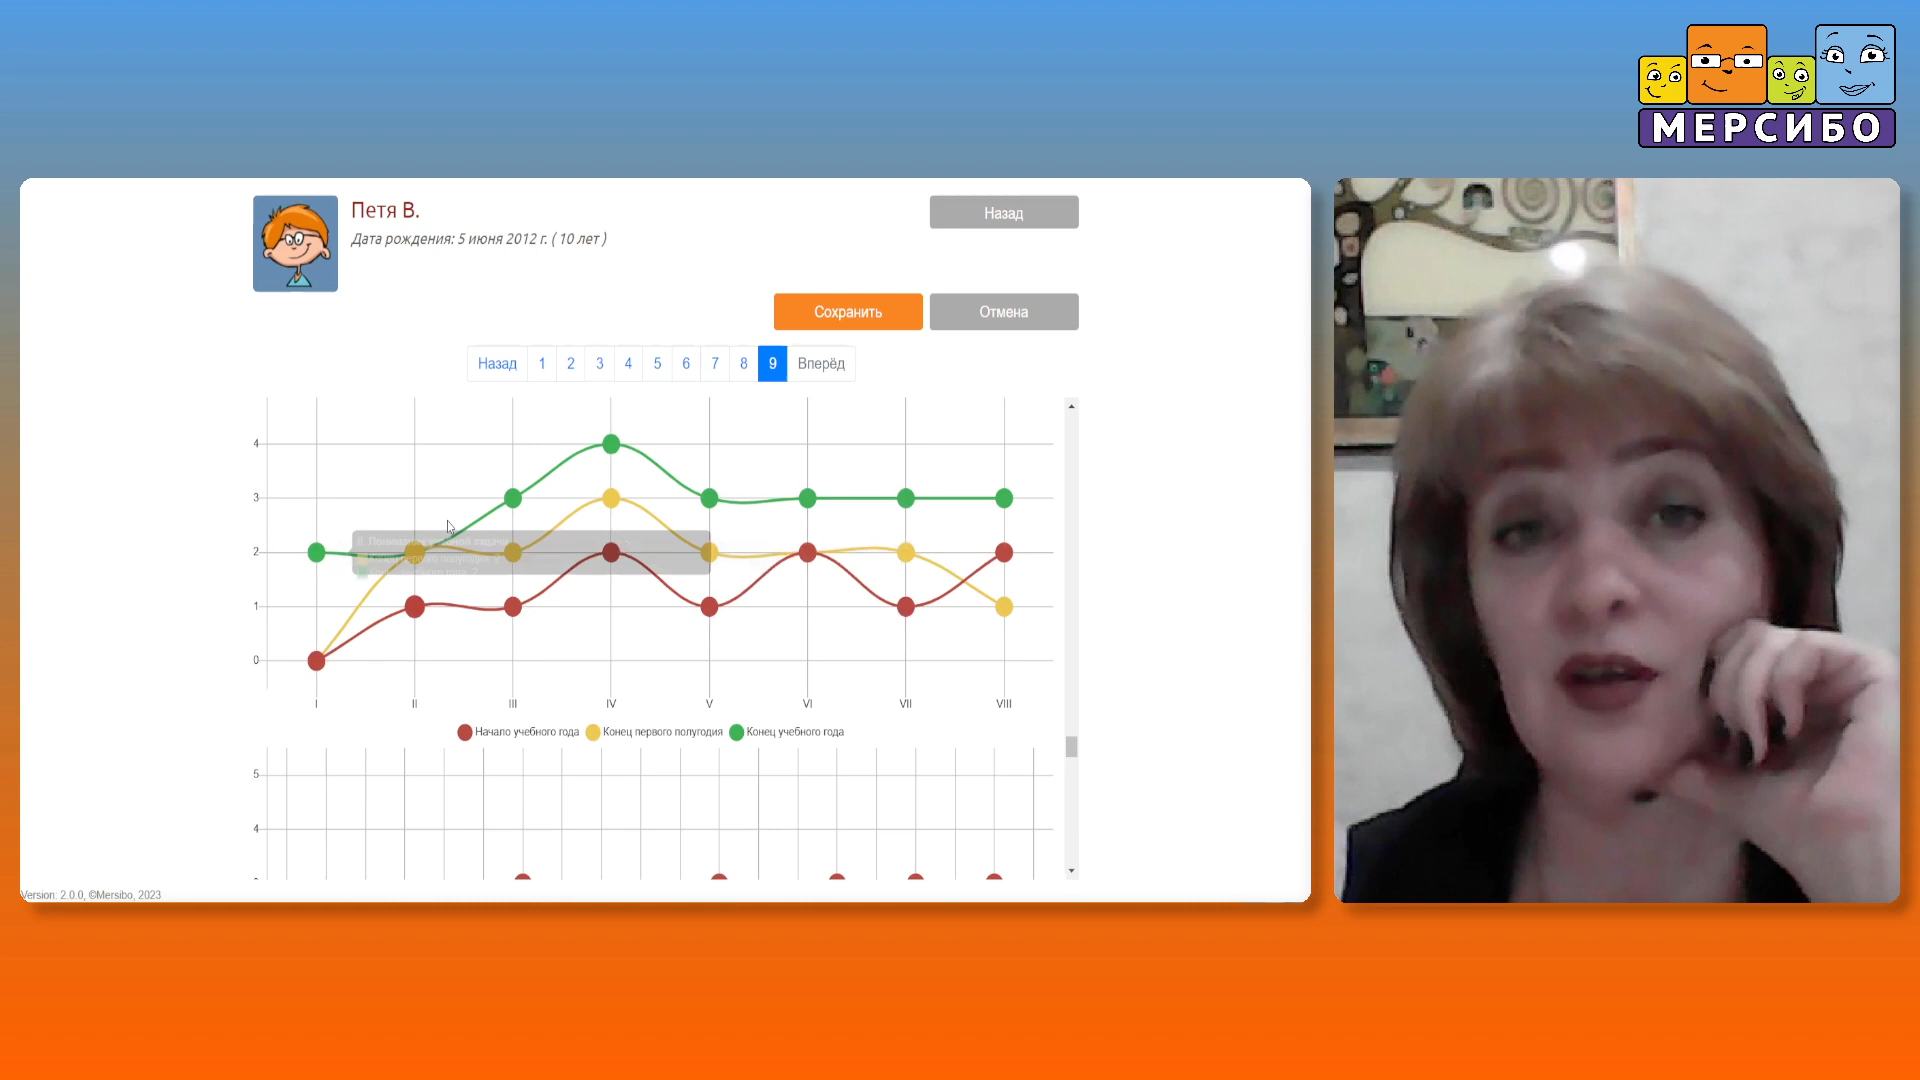 МЕРСИБО
Петя В.
Дата рождения: 5 июня 2012 г. ( 10 лет )
Назад
Сохранить
Отмена
Назад 1 2 3 4 5 6 7 8 9 Вперёд
4
3
2
1
0
I II III IV V VI VII VIII
Начало учебного года Конец первого полугодия Конец учебного года
5
4
Version: 2.0.0, ©Mersibo, 2023